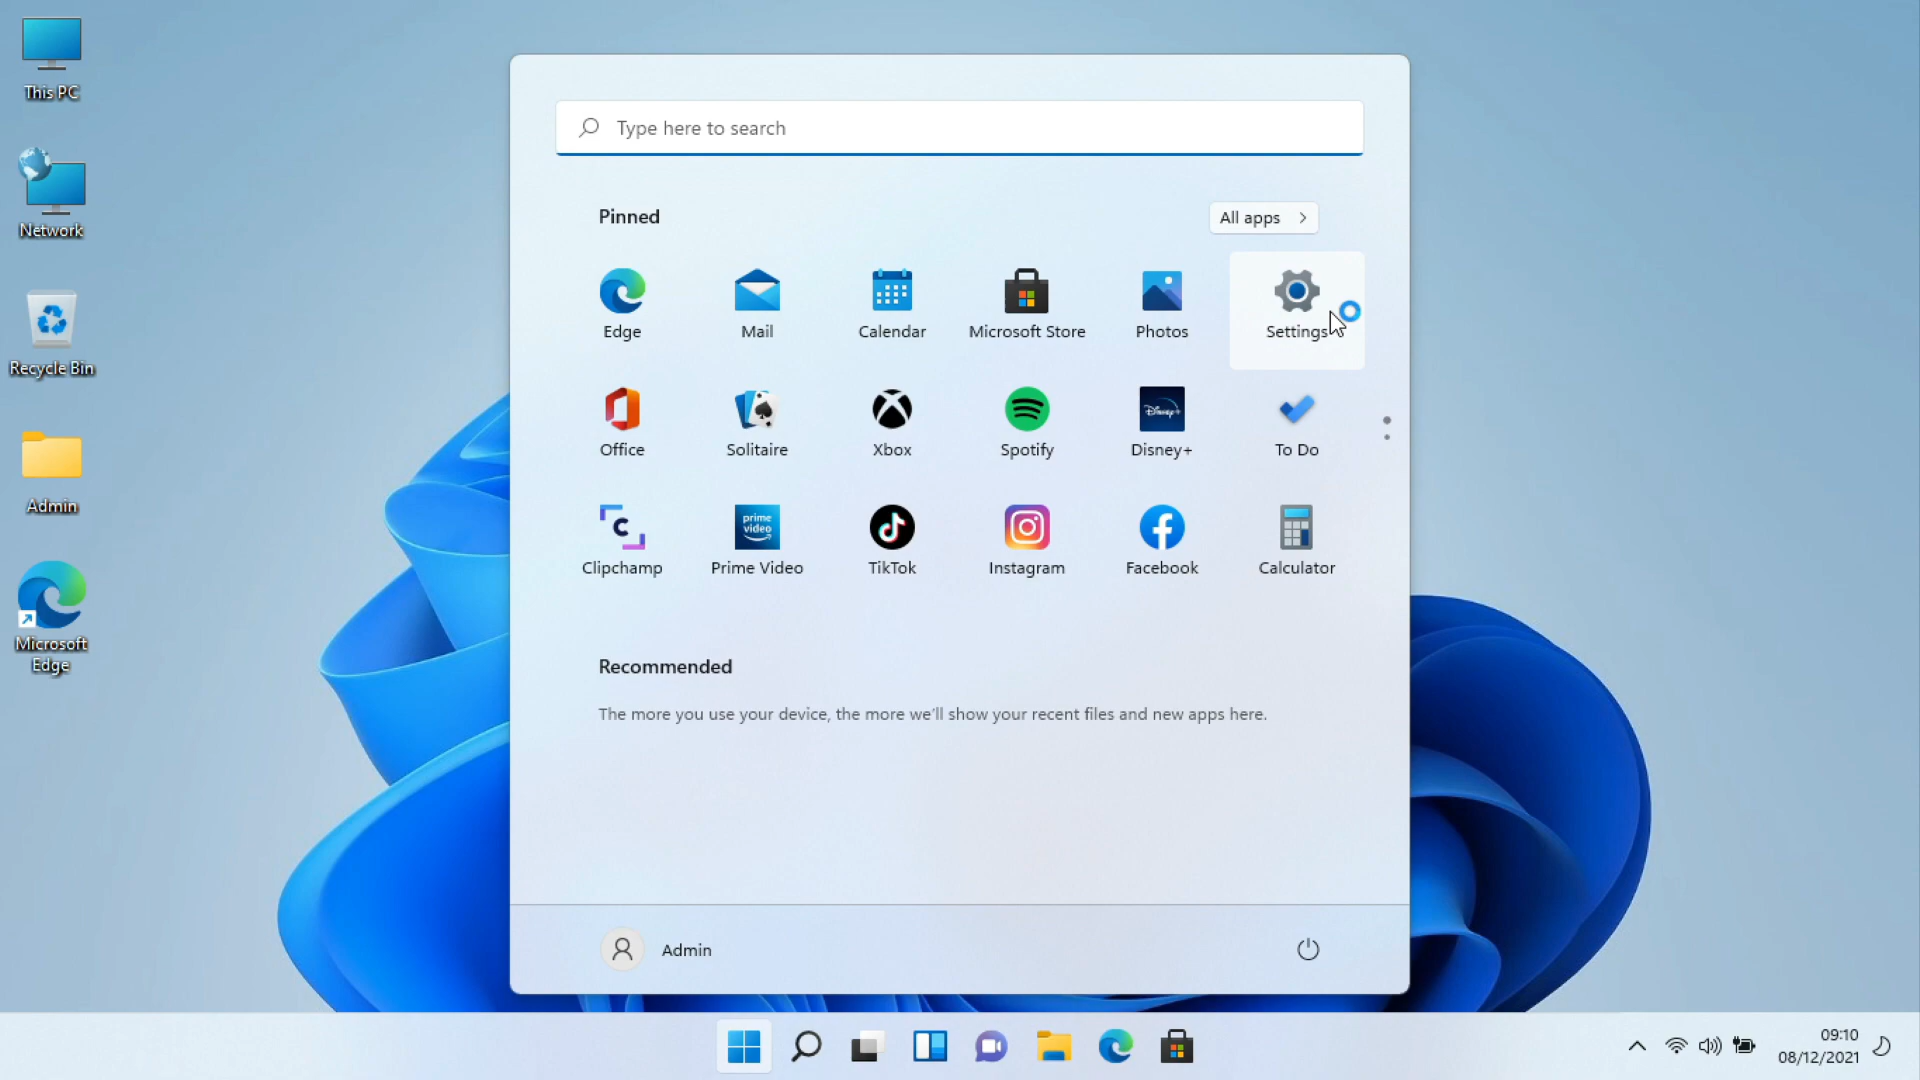 This PC
Network
Recycle Bin
Admin
Microsoft
Edge
Type here to search
Pinned
All apps
Edge
Mail
Calendar
Microsoft Store
Photos
Settings
Office
Solitaire
Xbox
Spotify
Disney+
Disney+
To Do
Clipchamp
prime
video
Prime Video
TikTok
Instagram
Facebook
Calculator
Recommended
The more you use your device, the more we'll show your recent files and new apps here.
Admin
09:10
08/12/2021